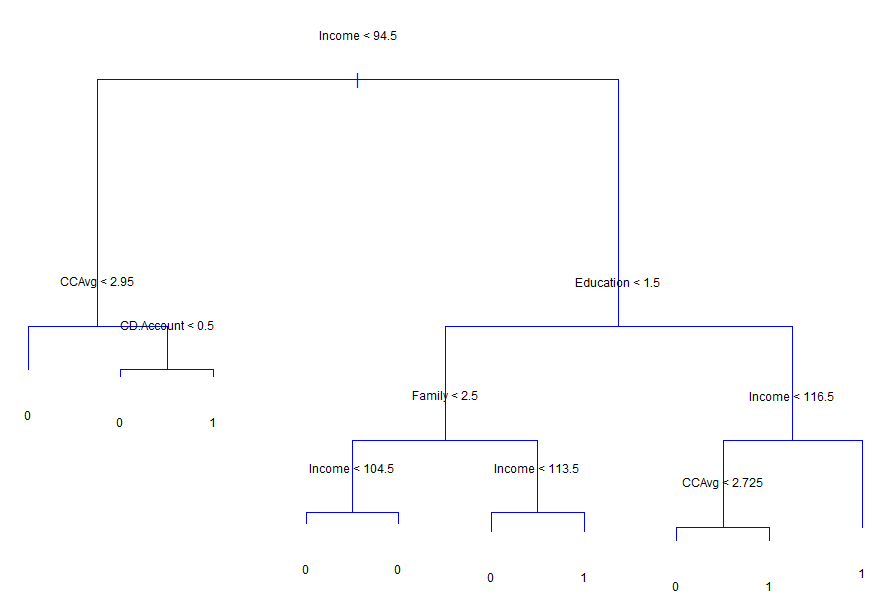 Income < 94.5
CCAvg < 2.95
Education < 1.5
CD.Account < 0.5
Family < 2.5
Income < 116.5
0
0
1
Income < 104.5
Income < 113.5
CCAvg < 2.725
0
0
0
1
0
1
1